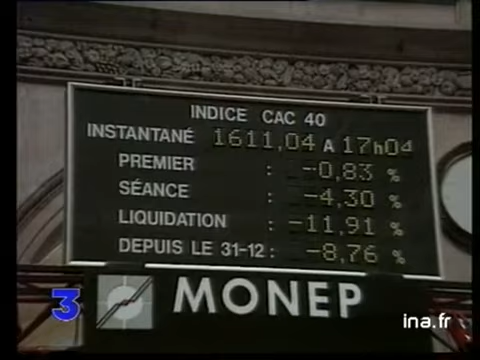 INDICE CAC 40
INSTANTANÉ 1611,04 A 17h04
PREMIER : -0,83 %
SÉANCE : -4,30 %
LIQUIDATION : -11,91 %
DEPUIS LE 31-12 : -8,76 %
3 MONEP
ina.fr